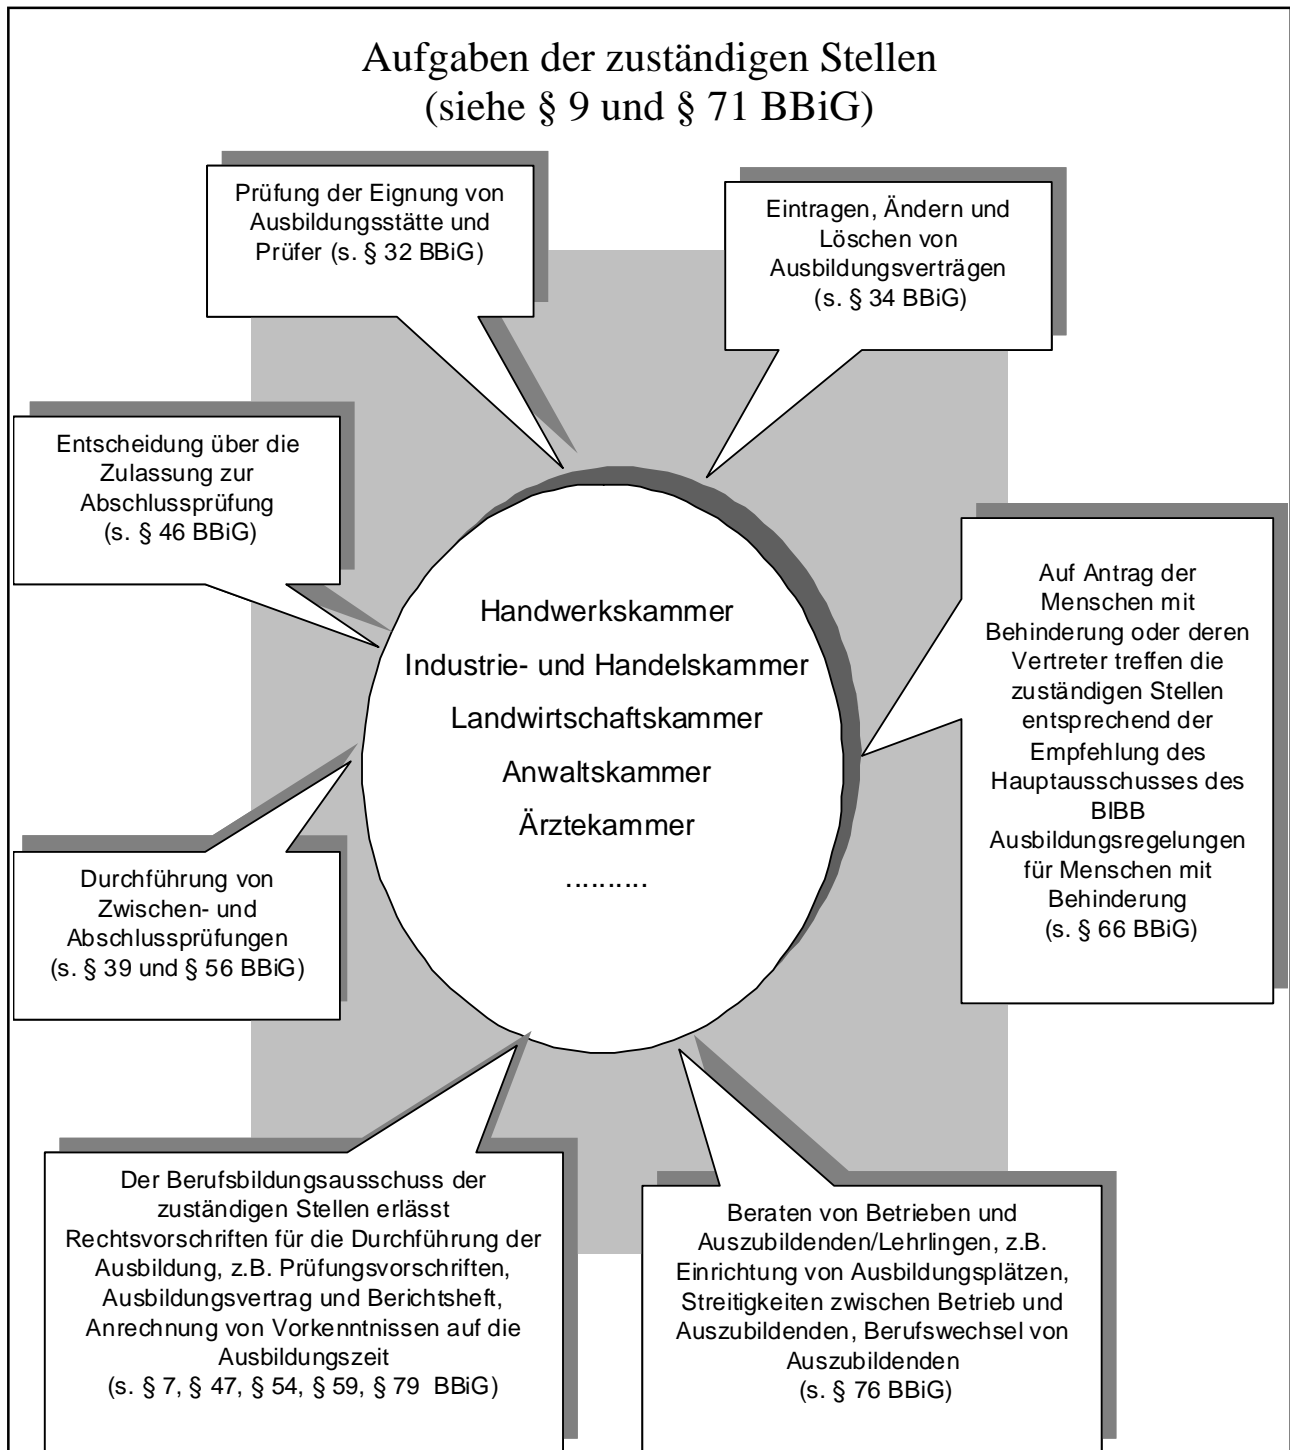 Aufgaben der zuständigen Stellen
(siehe § 9 und § 71 BBiG)
Prüfung der Eignung von
Ausbildungsstätte und
Prüfer (s. § 32 BBiG)
Eintragen, Ändern und
Löschen von
Ausbildungsverträgen
(s. § 34 BBiG)
Entscheidung über die
Zulassung zur
Abschlussprüfung
(s. § 46 BBiG)
Auf Antrag der
Menschen mit
Behinderung oder deren
Vertreter treffen die
zuständigen Stellen
entsprechend der
Empfehlung des
Hauptausschusses des
BIBB
Ausbildungsregelungen
für Menschen mit
Behinderung
(s. § 66 BBiG)
Handwerkskammer
Industrie- und Handelskammer
Landwirtschaftskammer
Anwaltskammer
Ärztekammer
..........
Durchführung von
Zwischen- und
Abschlussprüfungen
(s. § 39 und § 56 BBiG)
Der Berufsbildungsausschuss der
zuständigen Stellen erlässt
Rechtsvorschriften für die Durchführung der
Ausbildung, z.B. Prüfungsvorschriften,
Ausbildungsvertrag und Berichtsheft,
Anrechnung von Vorkenntnissen auf die
Ausbildungszeit
(s. § 7, § 47, § 54, § 59, § 79 BBiG)
Beraten von Betrieben und
Auszubildenden/Lehrlingen, z.B.
Einrichtung von Ausbildungsplätzen,
Streitigkeiten zwischen Betrieb und
Auszubildenden, Berufswechsel von
Auszubildenden
(s. § 76 BBiG)